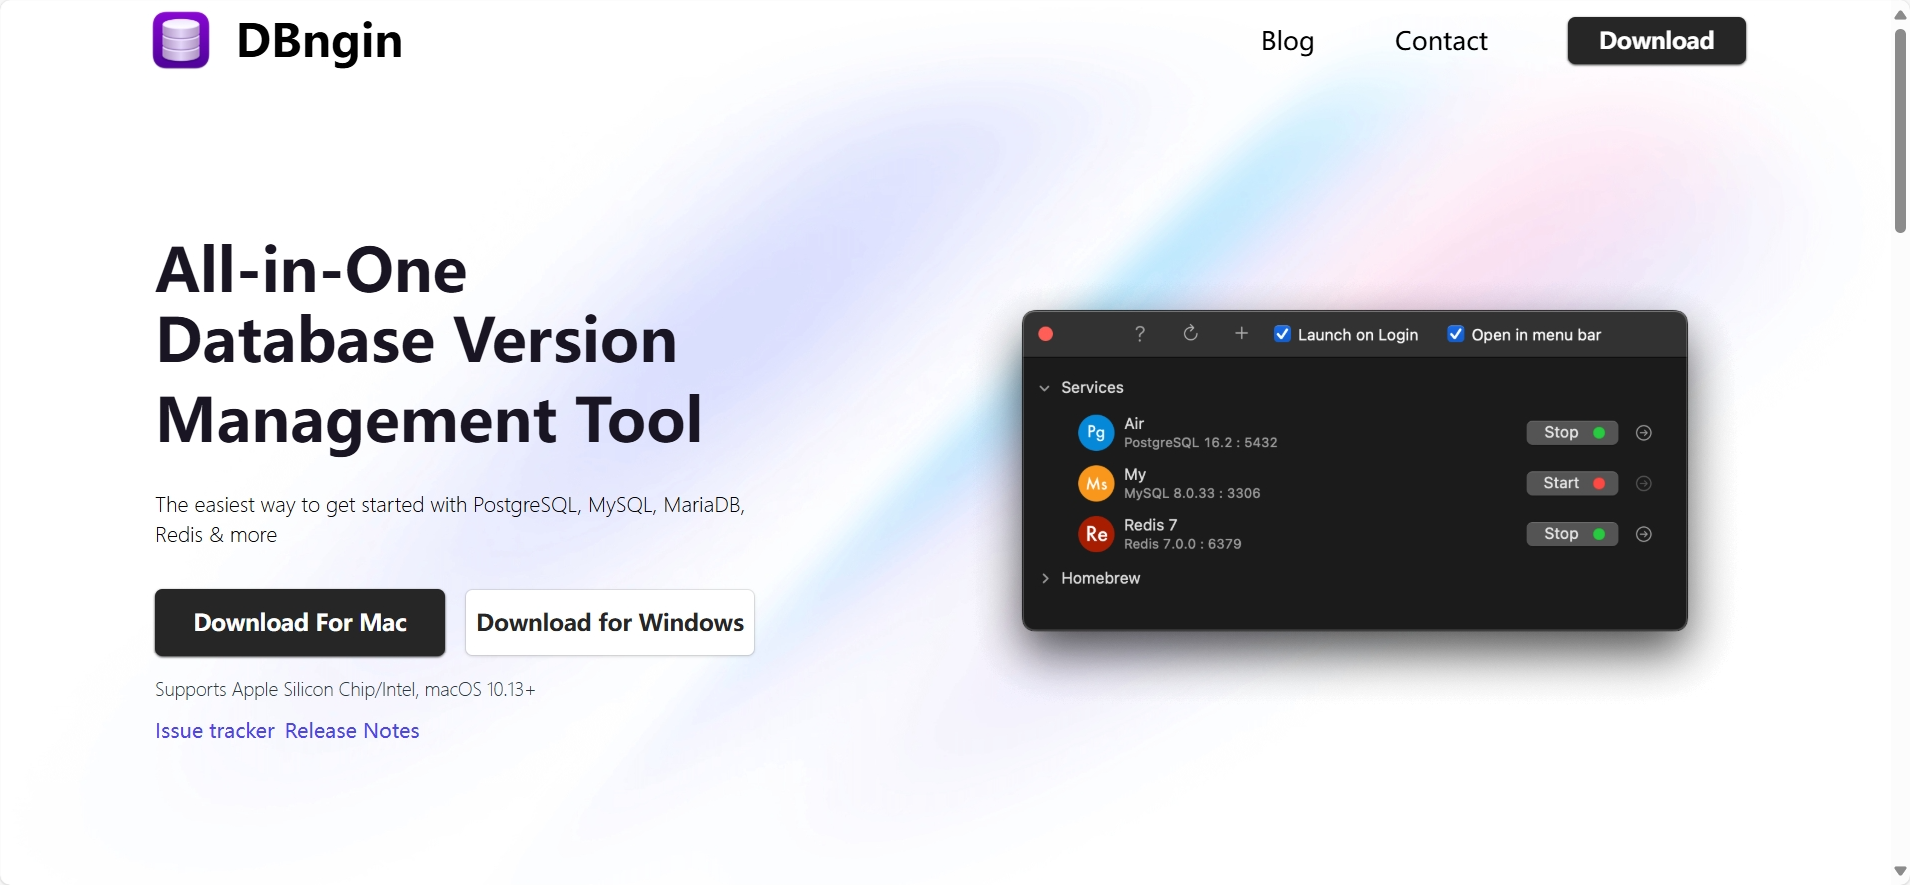 DBngin
Blog
Contact
Download
All-in-One
Database Version
Management Tool
The easiest way to get started with PostgreSQL, MySQL, MariaDB,
Redis & more
Download For Mac
Download for Windows
Supports Apple Silicon Chip/Intel, macOS 10.13+
Issue tracker Release Notes
? Launch on Login Open in menu bar
Services
Pg Air
PostgreSQL 16.2 : 5432
Stop
Ms My
MySQL 8.0.33 : 3306
Start
Re Redis 7
Redis 7.0.0 : 6379
Stop
Homebrew